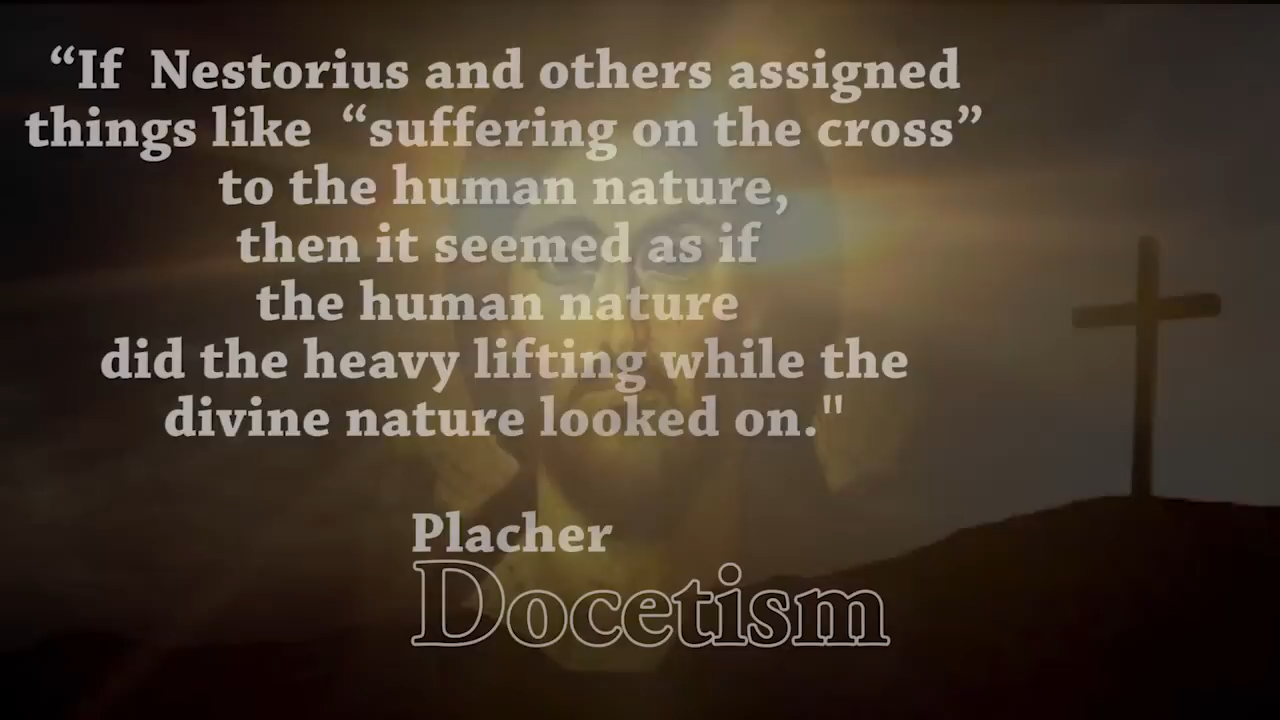 “If Nestorius and others assigned
things like “suffering on the cross”
to the human nature,
then it seemed as if
the human nature
did the heavy lifting while the
divine nature looked on."
Placher
Docetism